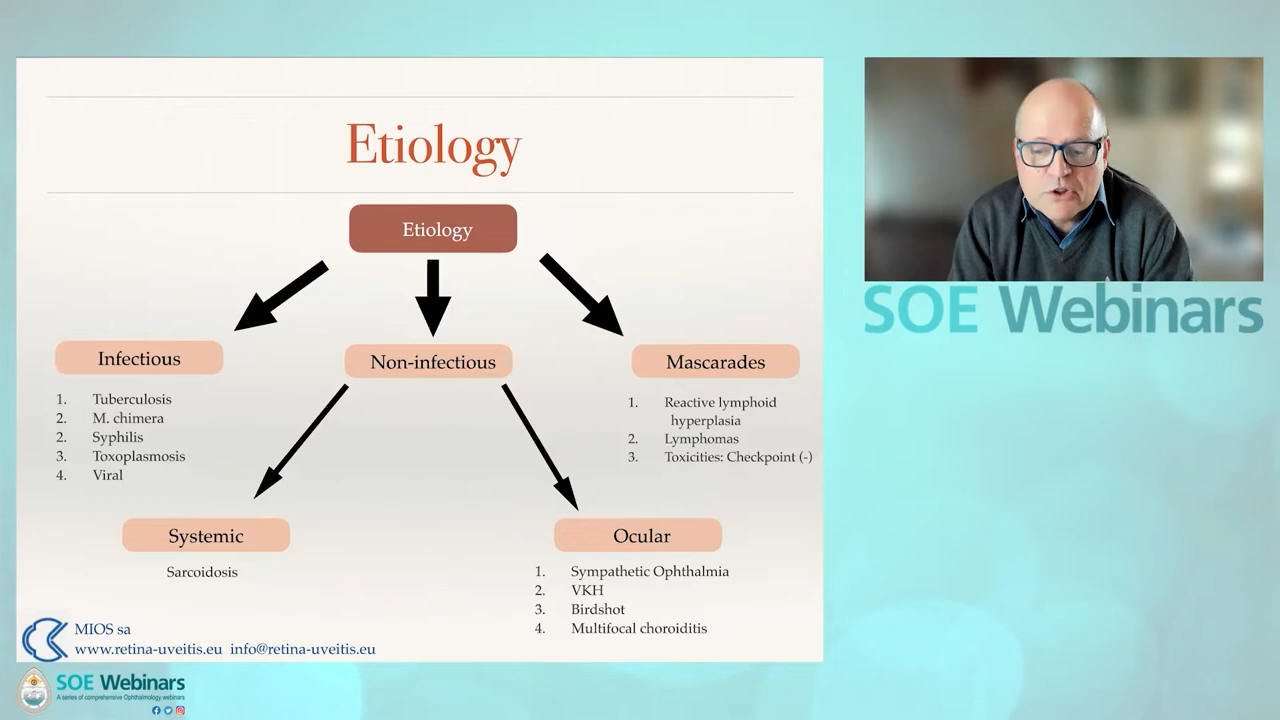 Etiology
Etiology
Infectious
Non-infectious
Mascarades
1. Tuberculosis
2. M. chimera
2. Syphilis
3. Toxoplasmosis
4. Viral
1. Reactive lymphoid
hyperplasia
2. Lymphomas
3. Toxicities: Checkpoint (-)
Systemic
Sarcoidosis
Ocular
1. Sympathetic Ophthalmia
2. VKH
3. Birdshot
4. Multifocal choroiditis
MIOS sa
www.retina-uveitis.eu info@retina-uveitis.eu
SOE Webinars
SOE Webinars
A series of comprehensive Ophthalmology webinars